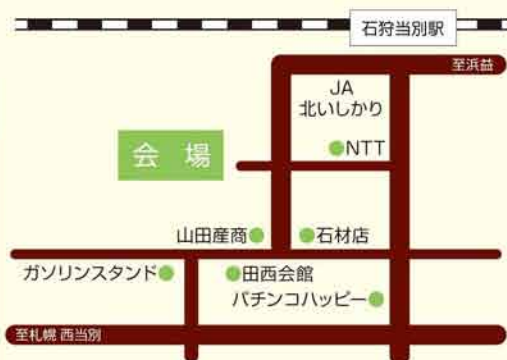 石狩当別駅
至浜益
JA
北いしかり
NTT
会 場
山田産商
石材店
ガソリンスタンド
田西会館
パチンコハッピー
至札幌 西当別